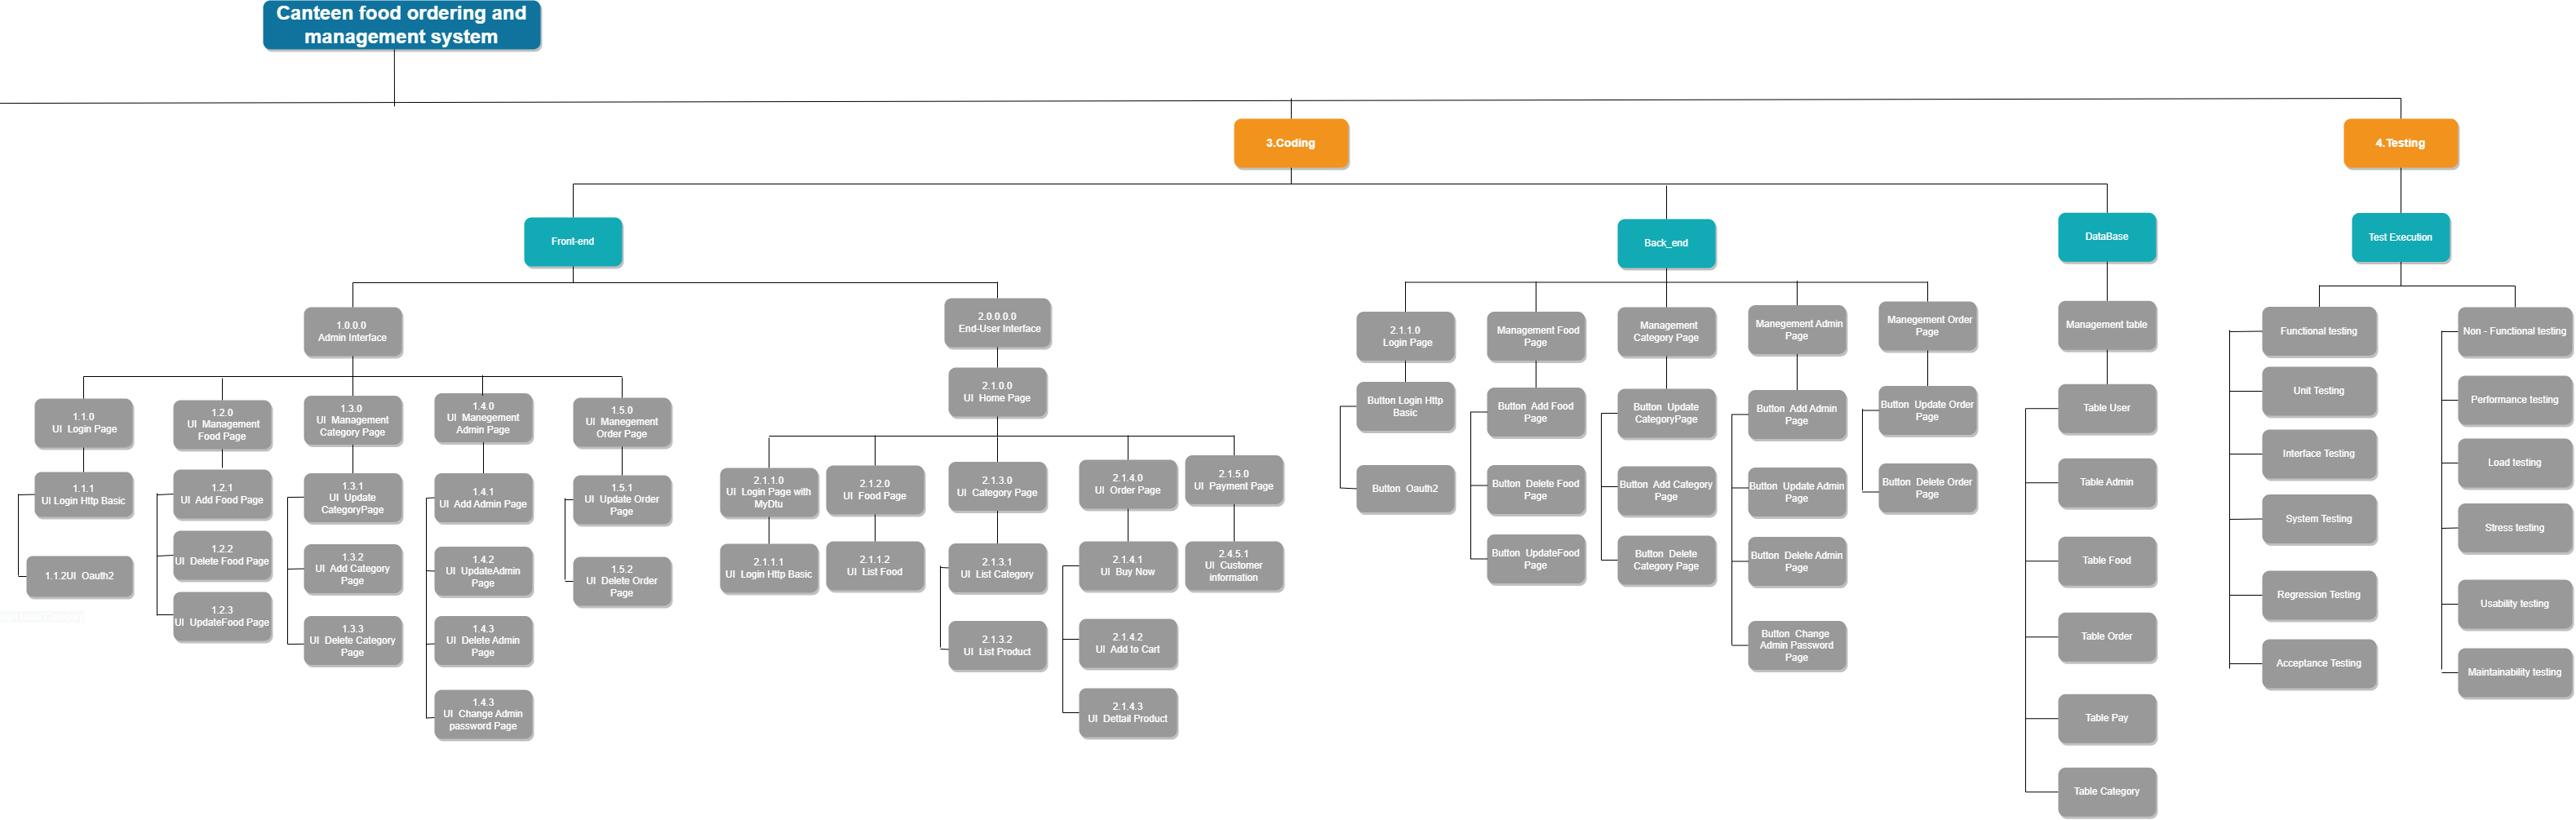 Canteen food ordering and
management system
3.Coding
4.Testing
Front-end
Back_end
DataBase
Test Execution
1.0.0.0
Admin Interface
2.0.0.0.0
End-User Interface
2.1.0.0
UI Home Page
1.1.0
UI Login Page
1.1.1
UI Login Http Basic
1.1.2UI Oauth2
1.2.0
UI Management
Food Page
1.2.1
UI Add Food Page
1.2.2
UI Delete Food Page
1.2.3
UI UpdateFood Page
1.3.0
UI Management
Category Page
1.3.1
UI Update
CategoryPage
1.3.2
UI Add Category
Page
1.3.3
UI Delete Category
Page
1.4.0
UI Manegement
Admin Page
1.4.1
UI Add Admin Page
1.4.2
UI UpdateAdmin
Page
1.4.3
UI Delete Admin
Page
1.4.3
UI Change Admin
password Page
1.5.0
UI Manegement
Order Page
1.5.1
UI Update Order
Page
1.5.2
UI Delete Order
Page
2.1.1.0
UI Login Page with
MyDtu
2.1.1.1
UI Login Http Basic
2.1.2.0
UI Food Page
2.1.1.2
UI List Food
2.1.3.0
UI Category Page
2.1.3.1
UI List Category
2.1.3.2
UI List Product
2.1.4.0
UI Order Page
2.1.4.1
UI Buy Now
2.1.4.2
UI Add to Cart
2.1.4.3
UI Dettail Product
2.1.5.0
UI Payment Page
2.4.5.1
UI Customer
information
2.1.1.0
Login Page
Button Login Http
Basic
Button Oauth2
Management Food
Page
Button Add Food
Page
Button Delete Food
Page
Button UpdateFood
Page
Management
Category Page
Button Update
CategoryPage
Button Add Category
Page
Button Delete
Category Page
Manegement Admin
Page
Button Add Admin
Page
Button Update Admin
Page
Button Delete Admin
Page
Button Change
Admin Password
Page
Manegement Order
Page
Button Update Order
Page
Button Delete Order
Page
Management table
Table User
Table Admin
Table Food
Table Order
Table Pay
Table Category
Functional testing
Unit Testing
Interface Testing
System Testing
Regression Testing
Acceptance Testing
Non - Functional testing
Performance testing
Load testing
Stress testing
Usability testing
Maintainability testing